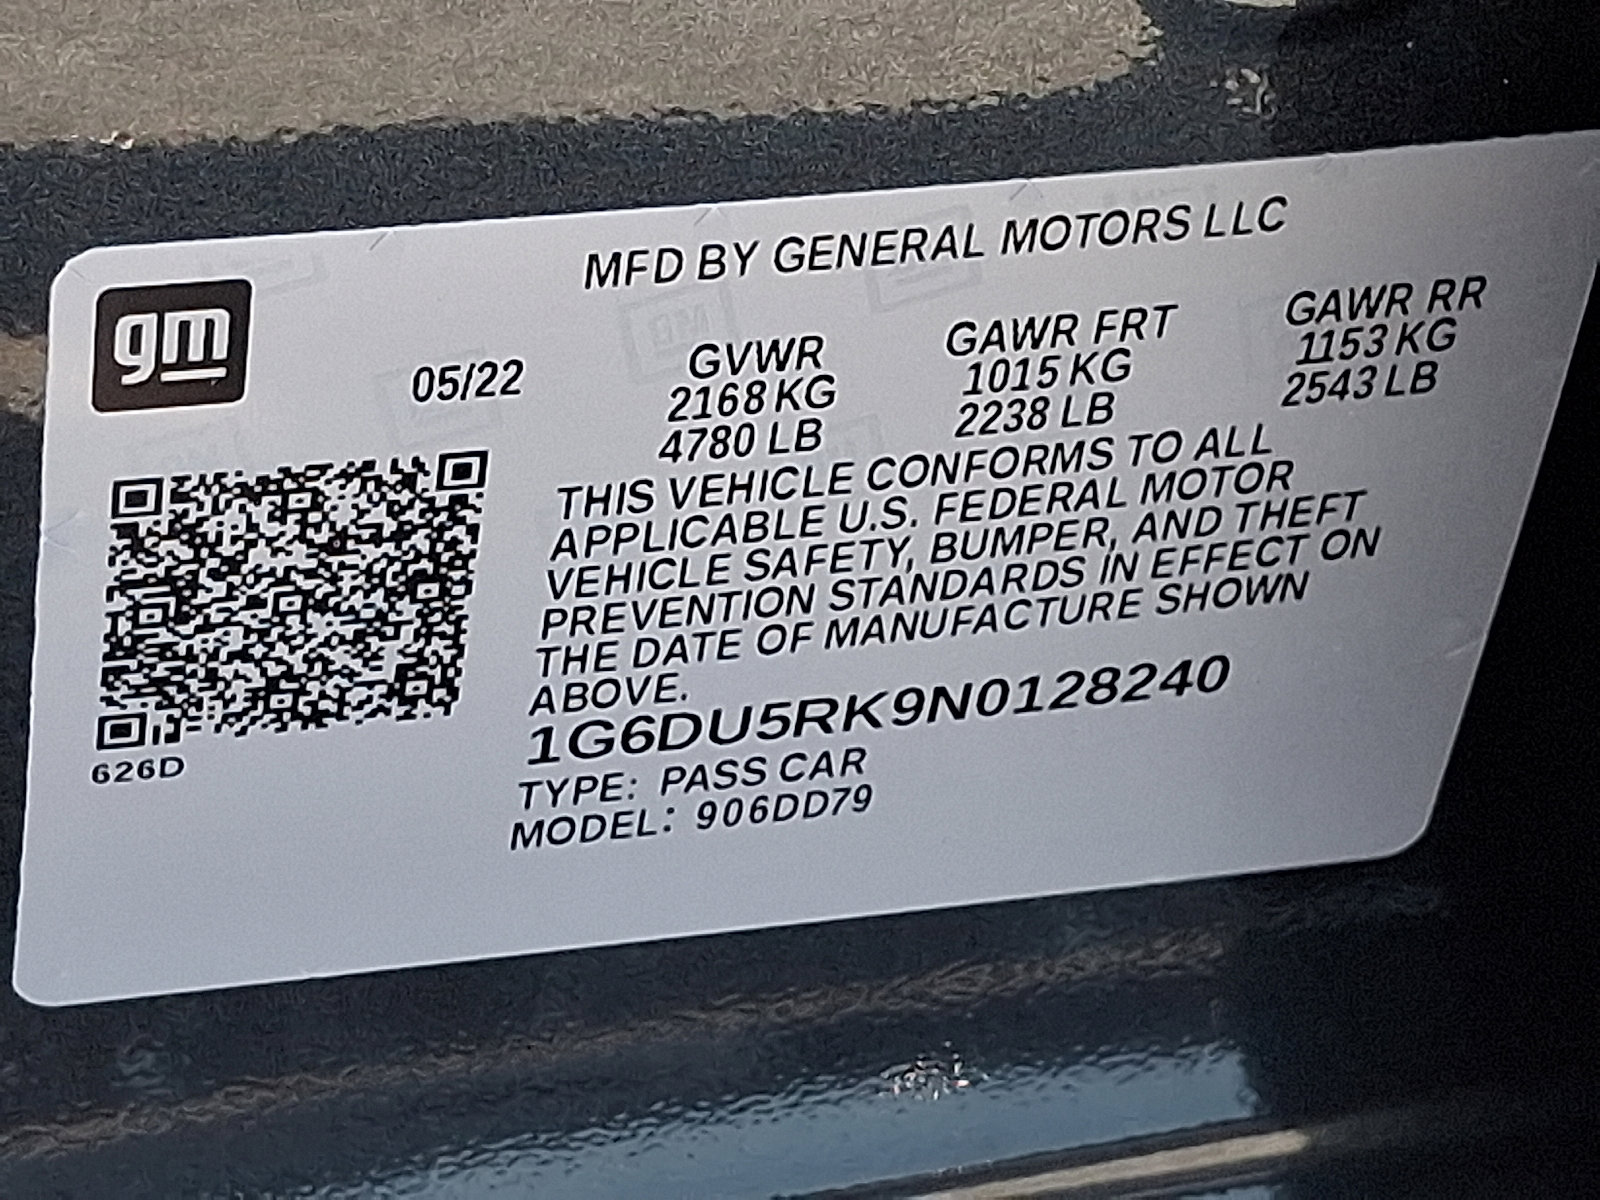 MFD BY GENERAL MOTORS LLC
gm
05/22
GVWR GAWR FRT GAWR RR
2168 KG 1015 KG 1153 KG
4780 LB 2238 LB 2543 LB
THIS VEHICLE CONFORMS TO ALL
APPLICABLE U.S. FEDERAL MOTOR
VEHICLE SAFETY, BUMPER, AND THEFT
PREVENTION STANDARDS IN EFFECT ON
THE DATE OF MANUFACTURE SHOWN
ABOVE.
1G6DU5RK9N0128240
TYPE: PASS CAR
MODEL: 906DD79
626D